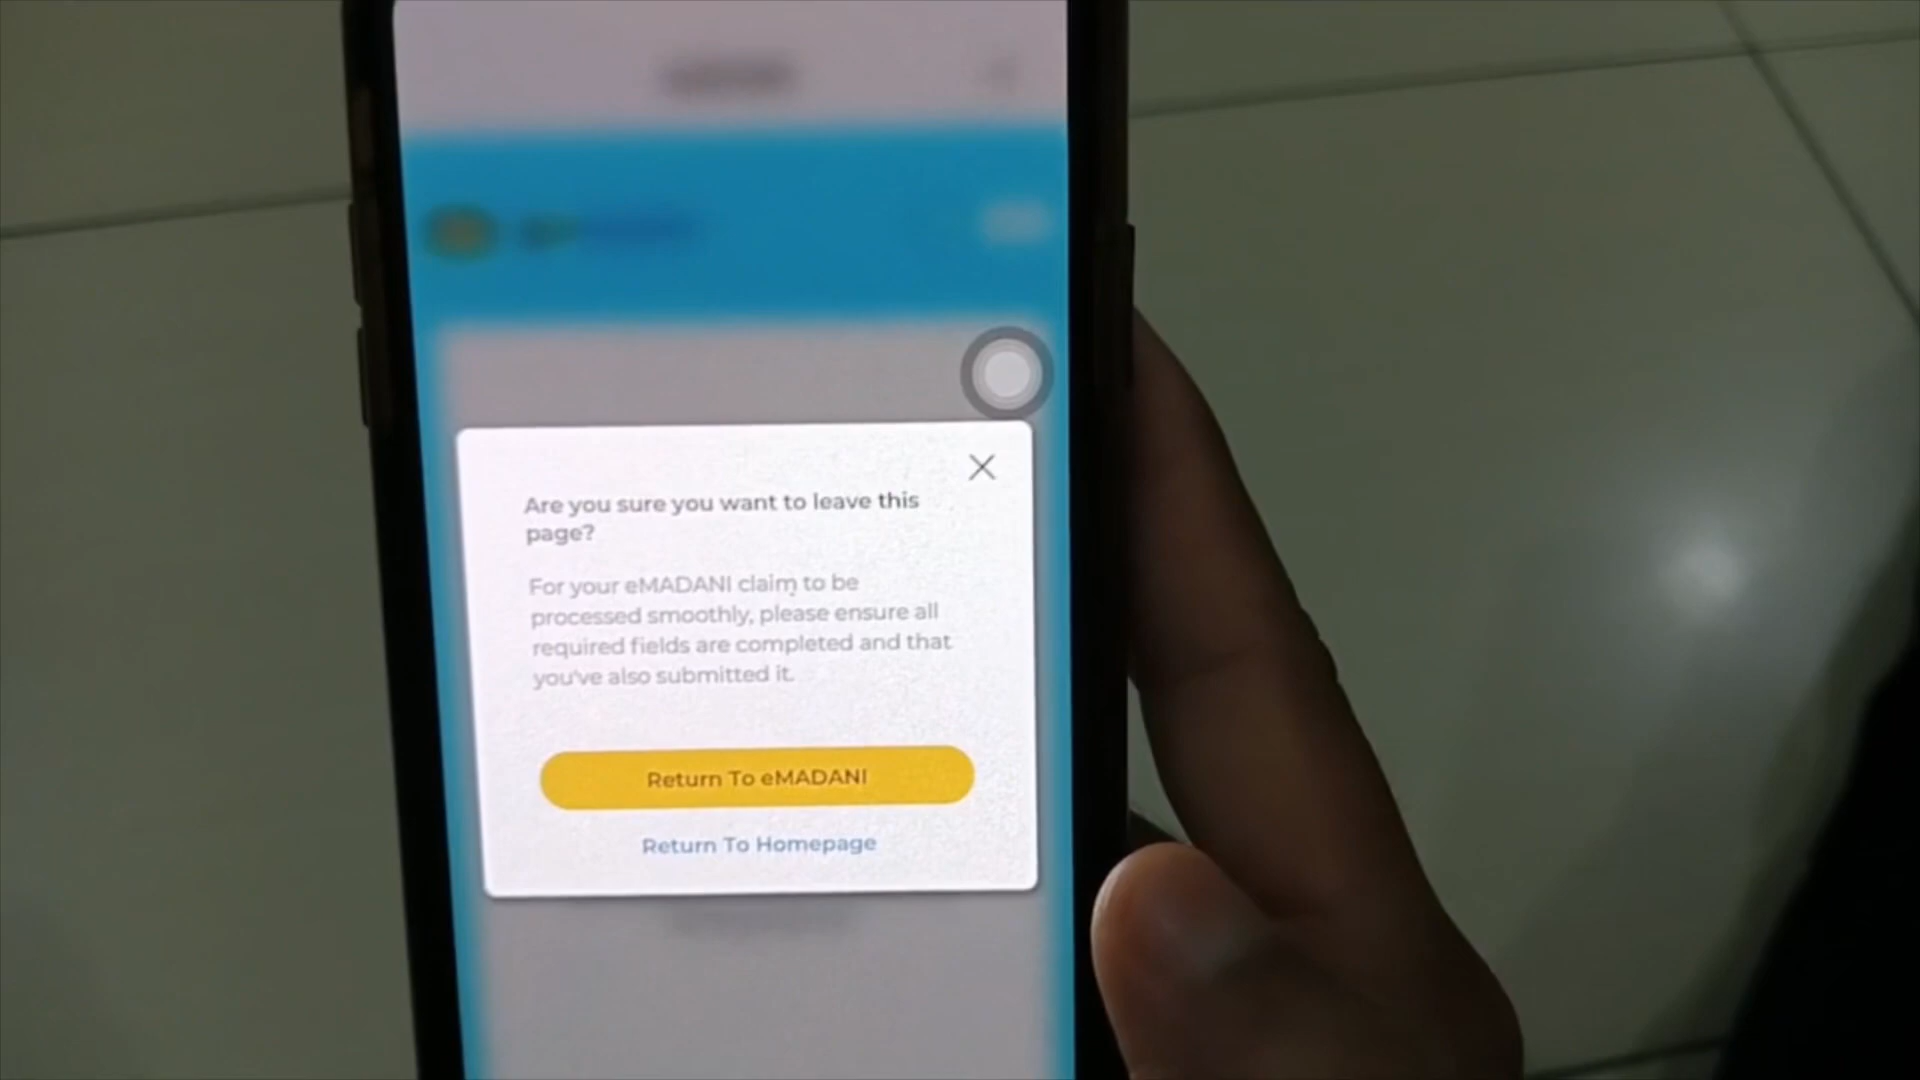 Are you sure you want to leave this
page?
For your eMADANI claim to be
processed smoothly, please ensure all
required fields are completed and that
you've also submitted it.
Return To eMADANI
Return To Homepage